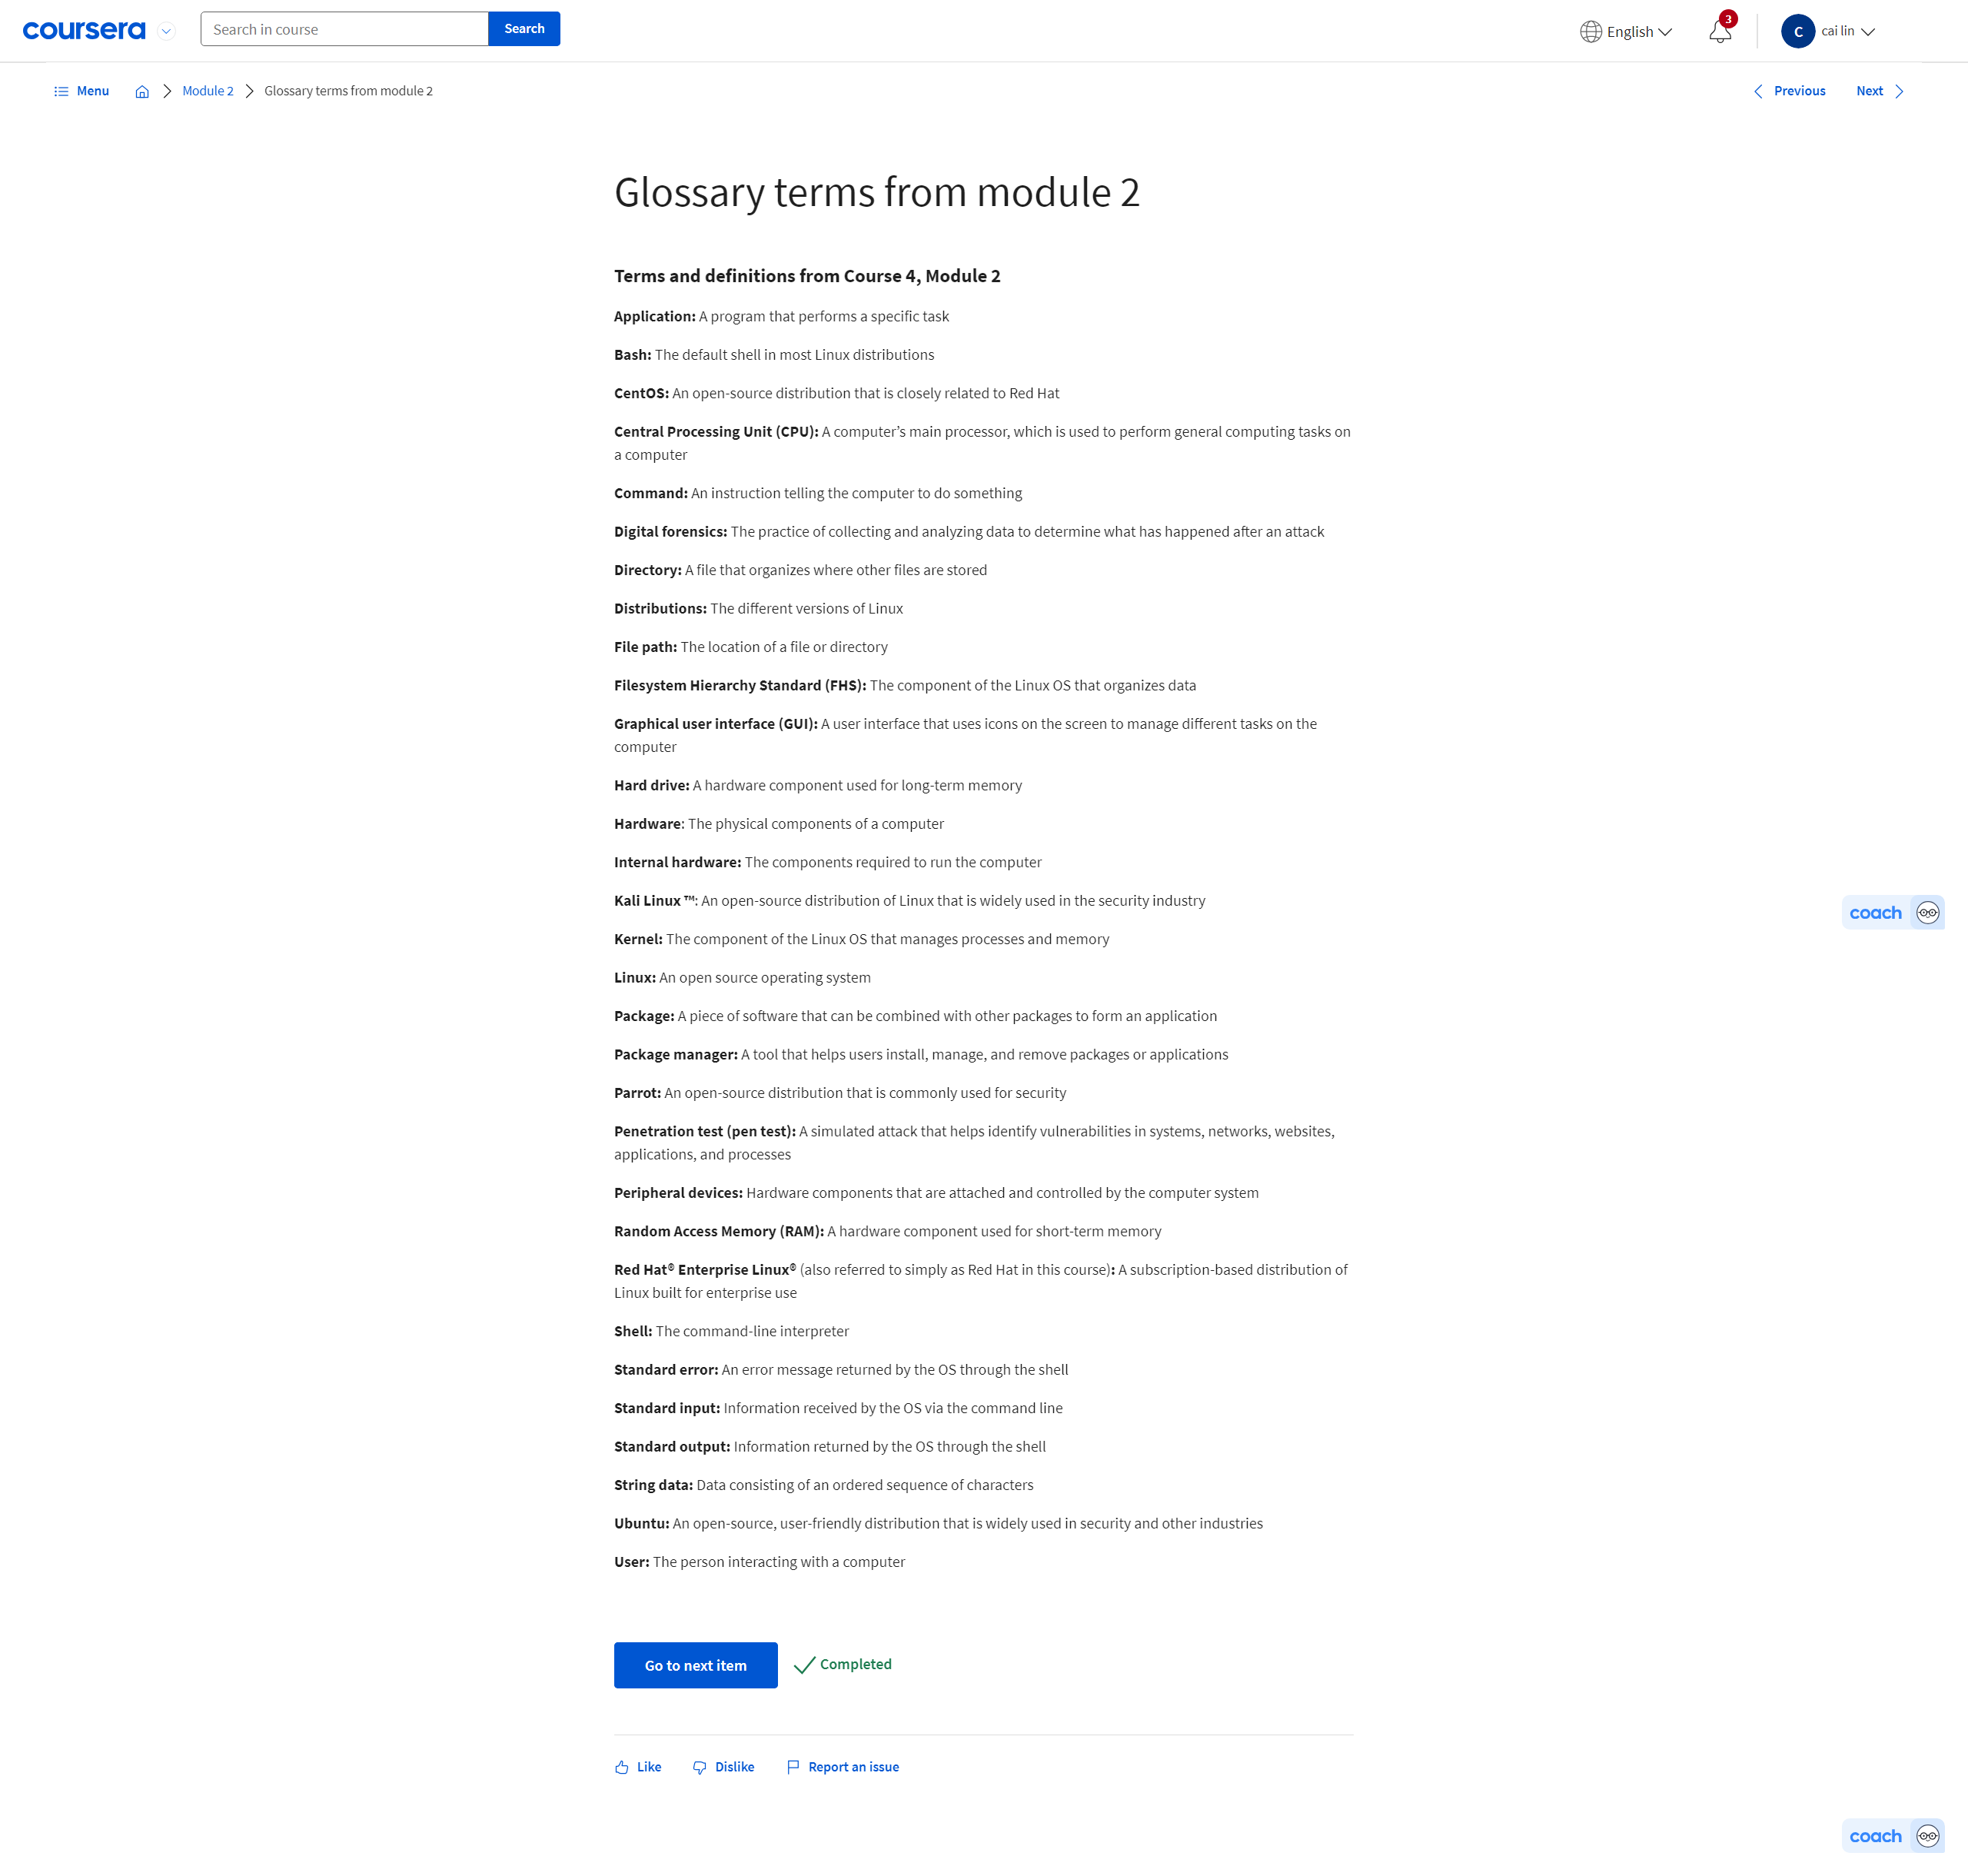 coursera
Search in course
Search
English
3
C
cai lin
Menu
Module 2
Glossary terms from module 2
Previous
Next
Glossary terms from module 2
Terms and definitions from Course 4, Module 2
Application: A program that performs a specific task
Bash: The default shell in most Linux distributions
CentOS: An open-source distribution that is closely related to Red Hat
Central Processing Unit (CPU): A computer’s main processor, which is used to perform general computing tasks on
a computer
Command: An instruction telling the computer to do something
Digital forensics: The practice of collecting and analyzing data to determine what has happened after an attack
Directory: A file that organizes where other files are stored
Distributions: The different versions of Linux
File path: The location of a file or directory
Filesystem Hierarchy Standard (FHS): The component of the Linux OS that organizes data
Graphical user interface (GUI): A user interface that uses icons on the screen to manage different tasks on the
computer
Hard drive: A hardware component used for long-term memory
Hardware: The physical components of a computer
Internal hardware: The components required to run the computer
Kali Linux ™: An open-source distribution of Linux that is widely used in the security industry
coach
Kernel: The component of the Linux OS that manages processes and memory
Linux: An open source operating system
Package: A piece of software that can be combined with other packages to form an application
Package manager: A tool that helps users install, manage, and remove packages or applications
Parrot: An open-source distribution that is commonly used for security
Penetration test (pen test): A simulated attack that helps identify vulnerabilities in systems, networks, websites,
applications, and processes
Peripheral devices: Hardware components that are attached and controlled by the computer system
Random Access Memory (RAM): A hardware component used for short-term memory
Red Hat® Enterprise Linux® (also referred to simply as Red Hat in this course): A subscription-based distribution of
Linux built for enterprise use
Shell: The command-line interpreter
Standard error: An error message returned by the OS through the shell
Standard input: Information received by the OS via the command line
Standard output: Information returned by the OS through the shell
String data: Data consisting of an ordered sequence of characters
Ubuntu: An open-source, user-friendly distribution that is widely used in security and other industries
User: The person interacting with a computer
Go to next item
Completed
Like
Dislike
Report an issue
coach